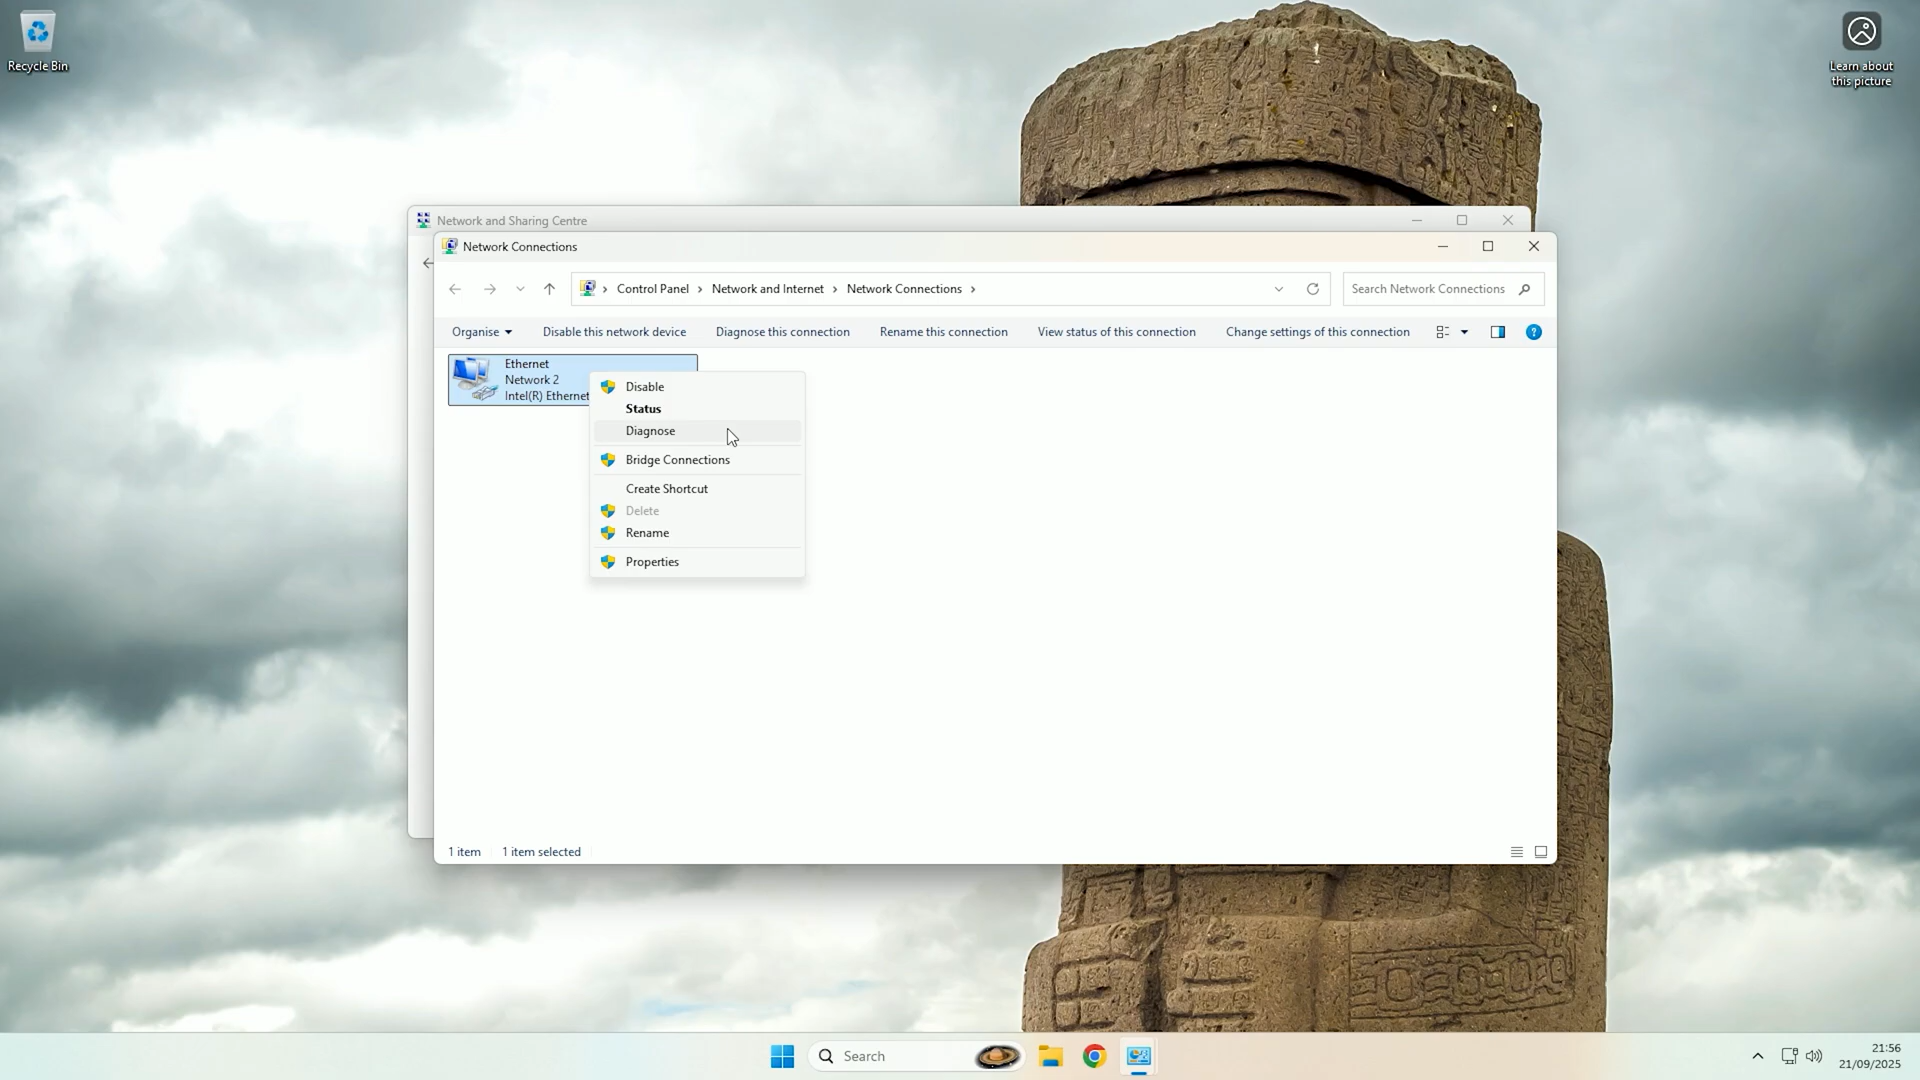 Recycle Bin
Learn about
this picture
Network and Sharing Centre
Network Connections
Control Panel
Network and Internet
Network Connections
Search Network Connections
Organise
Disable this network device
Diagnose this connection
Rename this connection
View status of this connection
Change settings of this connection
Ethernet
Network 2
Intel(R) Ethernet
Disable
Status
Diagnose
Bridge Connections
Create Shortcut
Delete
Rename
Properties
1 item
1 item selected
Search
21:56
21/09/2025